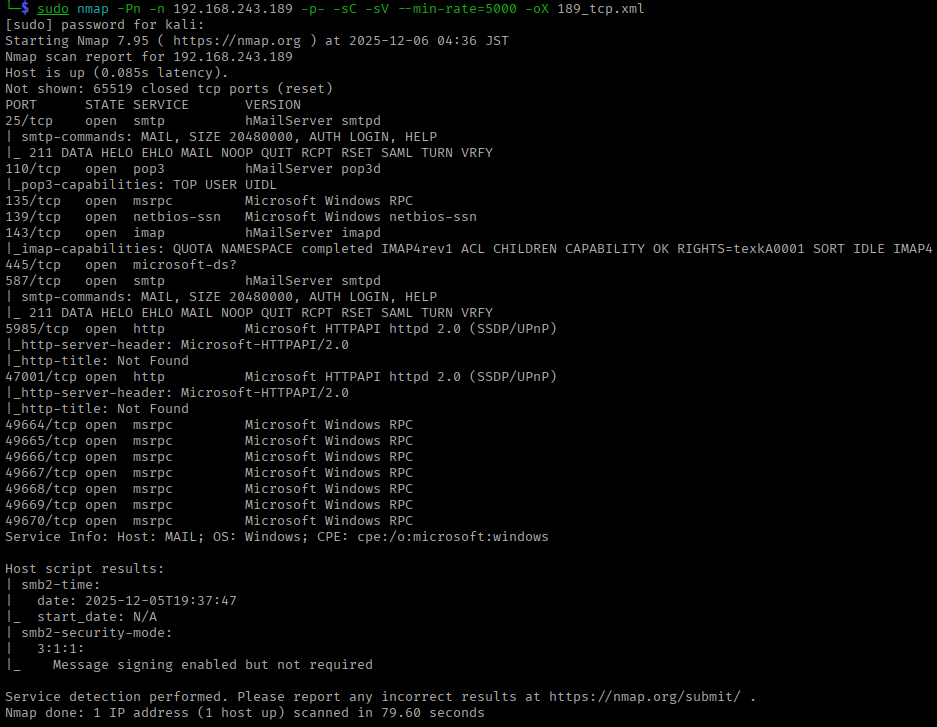 └─$ sudo nmap -Pn -n 192.168.243.189 -p- -sC -sV --min-rate=5000 -oX 189_tcp.xml
[sudo] password for kali:
Starting Nmap 7.95 ( https://nmap.org ) at 2025-12-06 04:36 JST
Nmap scan report for 192.168.243.189
Host is up (0.085s latency).
Not shown: 65519 closed tcp ports (reset)
PORT      STATE SERVICE       VERSION
25/tcp    open  smtp          hMailServer smtpd
| smtp-commands: MAIL, SIZE 20480000, AUTH LOGIN, HELP
|_ 211 DATA HELO EHLO MAIL NOOP QUIT RCPT RSET SAML TURN VRFY
110/tcp   open  pop3          hMailServer pop3d
|_pop3-capabilities: TOP USER UIDL
135/tcp   open  msrpc         Microsoft Windows RPC
139/tcp   open  netbios-ssn   Microsoft Windows netbios-ssn
143/tcp   open  imap          hMailServer imapd
|_imap-capabilities: QUOTA NAMESPACE completed IMAP4rev1 ACL CHILDREN CAPABILITY OK RIGHTS=texkA0001 SORT IDLE IMAP4
445/tcp   open  microsoft-ds?
587/tcp   open  smtp          hMailServer smtpd
| smtp-commands: MAIL, SIZE 20480000, AUTH LOGIN, HELP
|_ 211 DATA HELO EHLO MAIL NOOP QUIT RCPT RSET SAML TURN VRFY
5985/tcp  open  http          Microsoft HTTPAPI httpd 2.0 (SSDP/UPnP)
|_http-server-header: Microsoft-HTTPAPI/2.0
|_http-title: Not Found
47001/tcp open  http          Microsoft HTTPAPI httpd 2.0 (SSDP/UPnP)
|_http-server-header: Microsoft-HTTPAPI/2.0
|_http-title: Not Found
49664/tcp open  msrpc         Microsoft Windows RPC
49665/tcp open  msrpc         Microsoft Windows RPC
49666/tcp open  msrpc         Microsoft Windows RPC
49667/tcp open  msrpc         Microsoft Windows RPC
49668/tcp open  msrpc         Microsoft Windows RPC
49669/tcp open  msrpc         Microsoft Windows RPC
49670/tcp open  msrpc         Microsoft Windows RPC
Service Info: Host: MAIL; OS: Windows; CPE: cpe:/o:microsoft:windows

Host script results:
| smb2-time:
|   date: 2025-12-05T19:37:47
|_  start_date: N/A
| smb2-security-mode:
|   3:1:1:
|_    Message signing enabled but not required

Service detection performed. Please report any incorrect results at https://nmap.org/submit/ .
Nmap done: 1 IP address (1 host up) scanned in 79.60 seconds